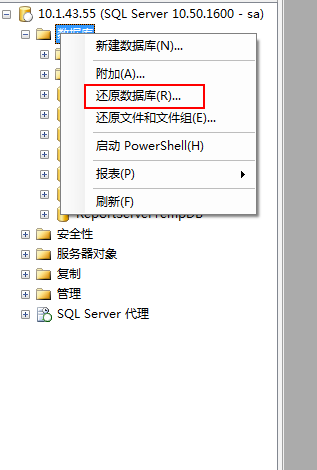 10.1.43.55 (SQL Server 10.50.1600 - sa)
新建数据库(N)...
附加(A)...
还原数据库(R)...
还原文件和文件组(E)...
启动 PowerShell(H)
报表(P)
刷新(F)
ReportServerTempDB
安全性
服务器对象
复制
管理
SQL Server 代理